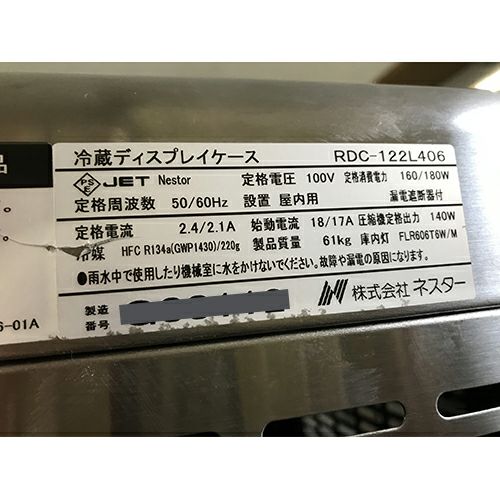 冷蔵ディスプレイケース RDC-122L406
PSE JET Nestor 定格電圧 100V 定格消費電力 160/180W
定格周波数 50/60Hz 設置 屋内用 漏電遮断器付
定格電流 2.4/2.1A 始動電流 18/17A 圧縮機定格出力 140W
冷媒 HFC R134a(GWP1430)/220g 製品質量 61kg 庫内灯 FLR606T6W/M
●雨水中で使用したり機械室に水をかけないでください。故障や漏電の原因になります。
製造
番号
株式会社 ネスター
品
6-01A